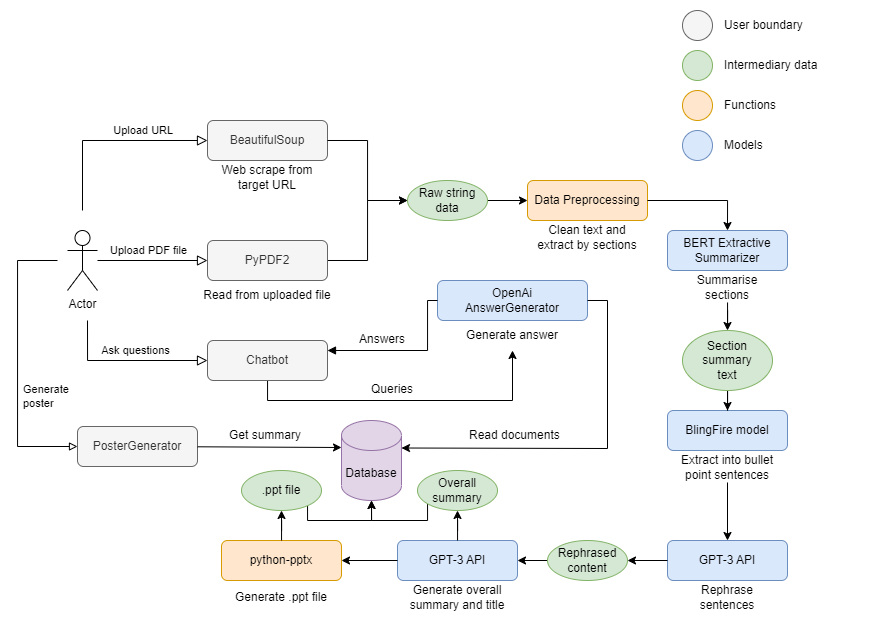 User boundary
Intermediary data
Functions
Models
Upload URL
BeautifulSoup
Web scrape from
target URL
Raw string
data
Data Preprocessing
Clean text and
extract by sections
Upload PDF file
PyPDF2
Read from uploaded file
BERT Extractive
Summarizer
Summarise
sections
Actor
OpenAi
AnswerGenerator
Generate answer
Ask questions
Chatbot
Answers
Queries
Section
summary
text
Generate
poster
PosterGenerator
Get summary
Database
Read documents
BlingFire model
Extract into bullet
point sentences
.ppt file
Overall
summary
python-pptx
Generate .ppt file
GPT-3 API
Generate overall
summary and title
Rephrased
content
GPT-3 API
Rephrase
sentences